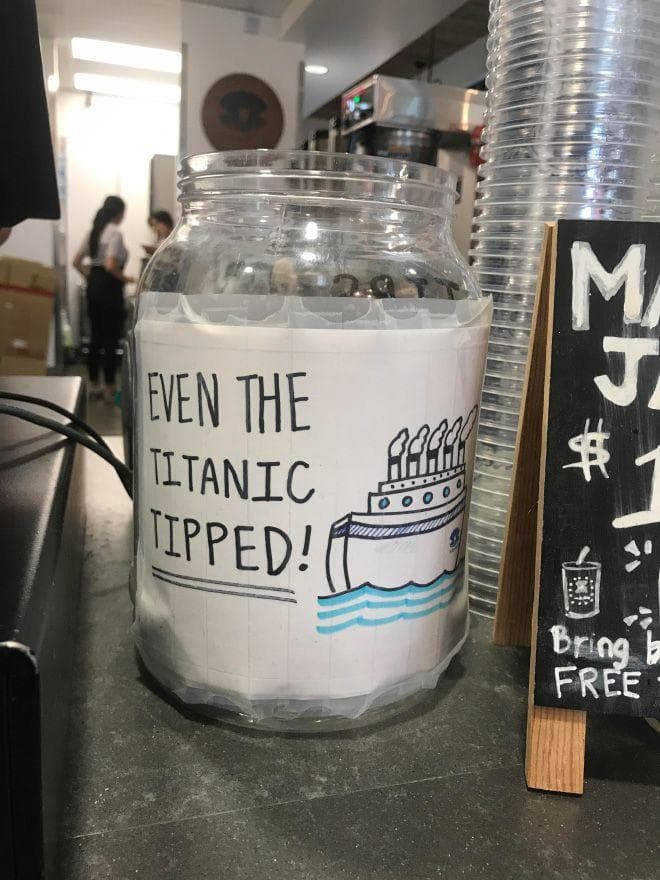 EVEN THE
TITANIC
TIPPED!
$
Bring
FREE